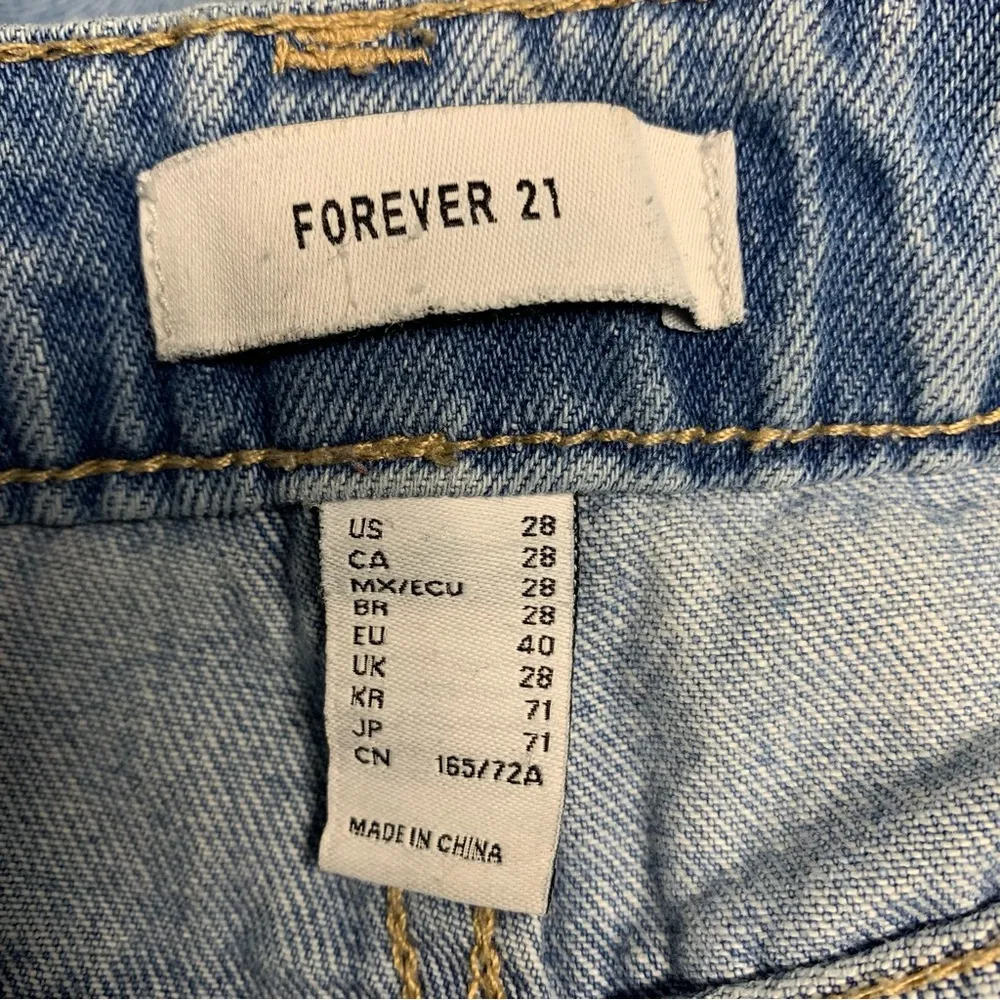 FOREVER 21
US 28
CA 28
MX/ECU 28
BR 28
EU 40
UK 28
KR 71
JP 71
CN 165/72A
MADE IN CHINA